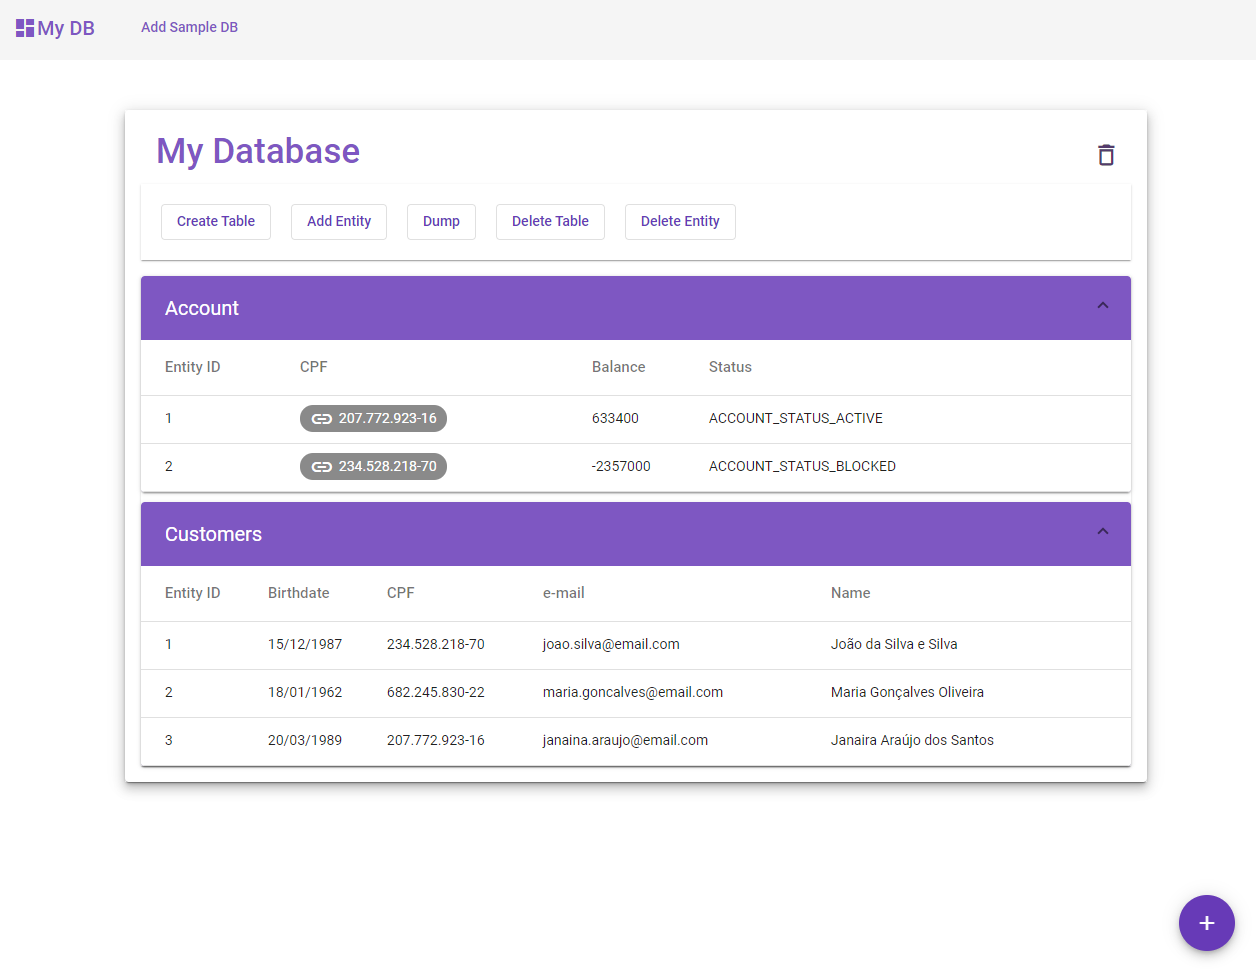 My DB Add Sample DB
My Database
Create Table Add Entity Dump Delete Table Delete Entity
Account
Entity ID CPF Balance Status
1 207.772.923-16 633400 ACCOUNT_STATUS_ACTIVE
2 234.528.218-70 -2357000 ACCOUNT_STATUS_BLOCKED
Customers
Entity ID Birthdate CPF e-mail Name
1 15/12/1987 234.528.218-70 joao.silva@email.com João da Silva e Silva
2 18/01/1962 682.245.830-22 maria.goncalves@email.com Maria Gonçalves Oliveira
3 20/03/1989 207.772.923-16 janaina.araujo@email.com Janaira Araújo dos Santos
+